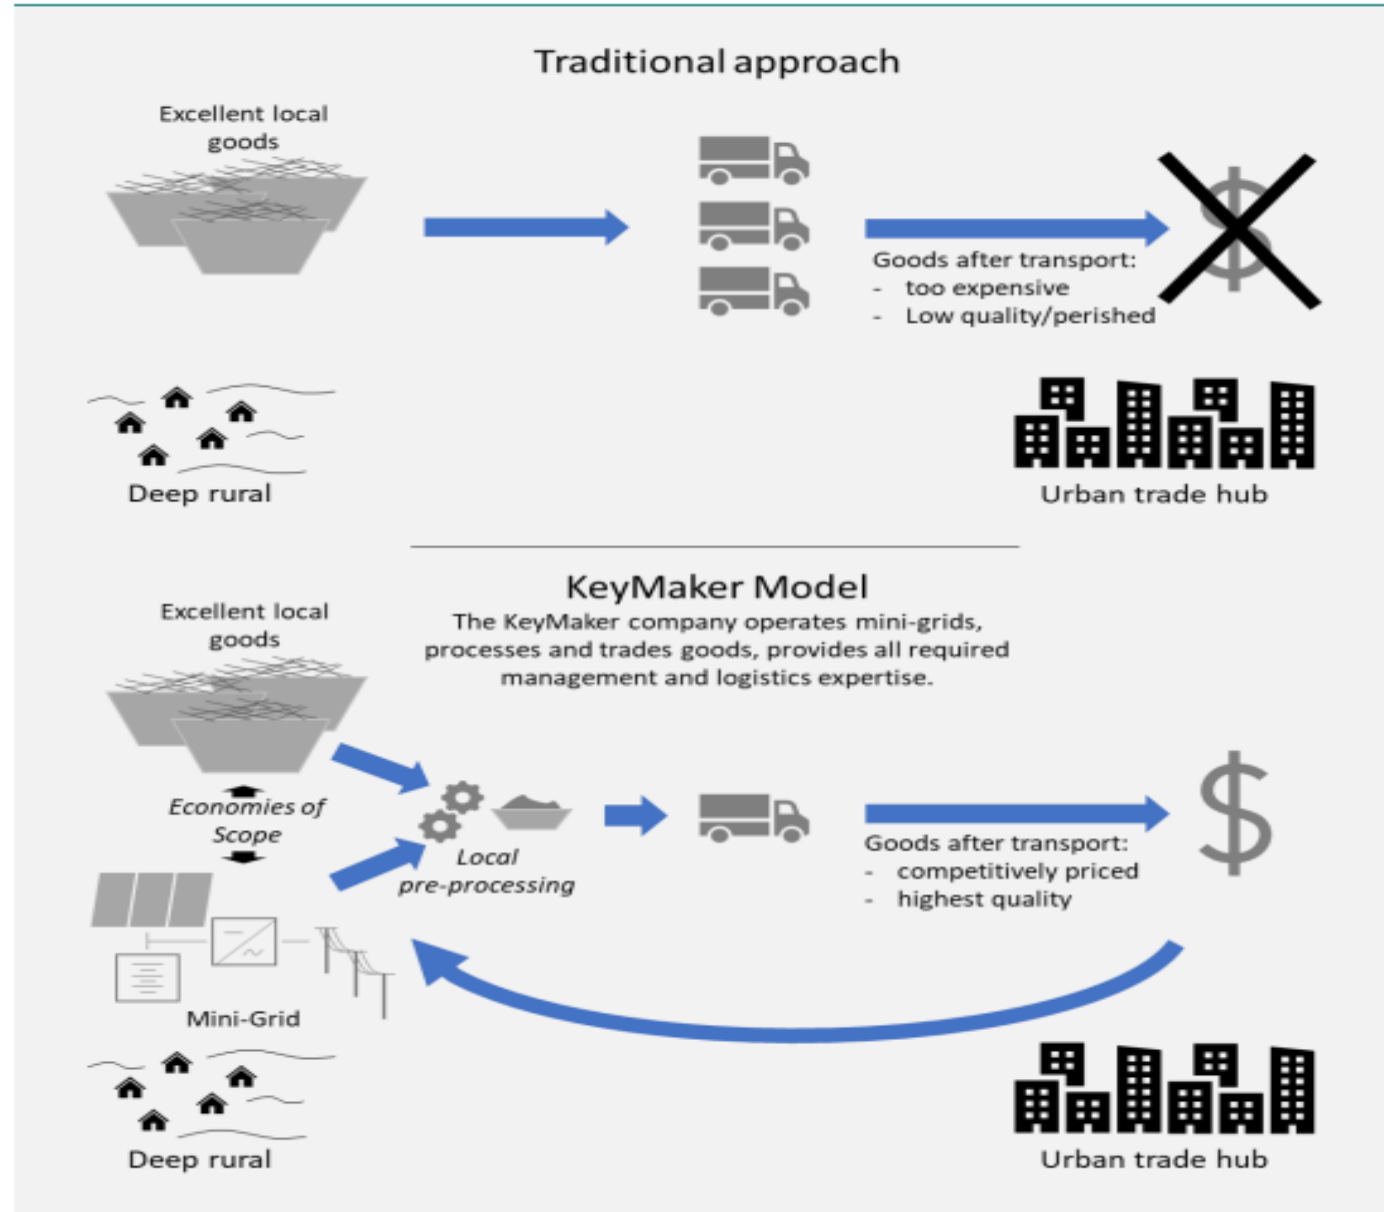 Traditional approach
Excellent local
goods
Goods after transport:
- too expensive
- Low quality/perished
Deep rural
Urban trade hub
KeyMaker Model
The KeyMaker company operates mini-grids,
processes and trades goods, provides all required
management and logistics expertise.
Excellent local
goods
Economies of
Scope
Local
pre-processing
Goods after transport:
- competitively priced
- highest quality
Mini-Grid
Deep rural
Urban trade hub